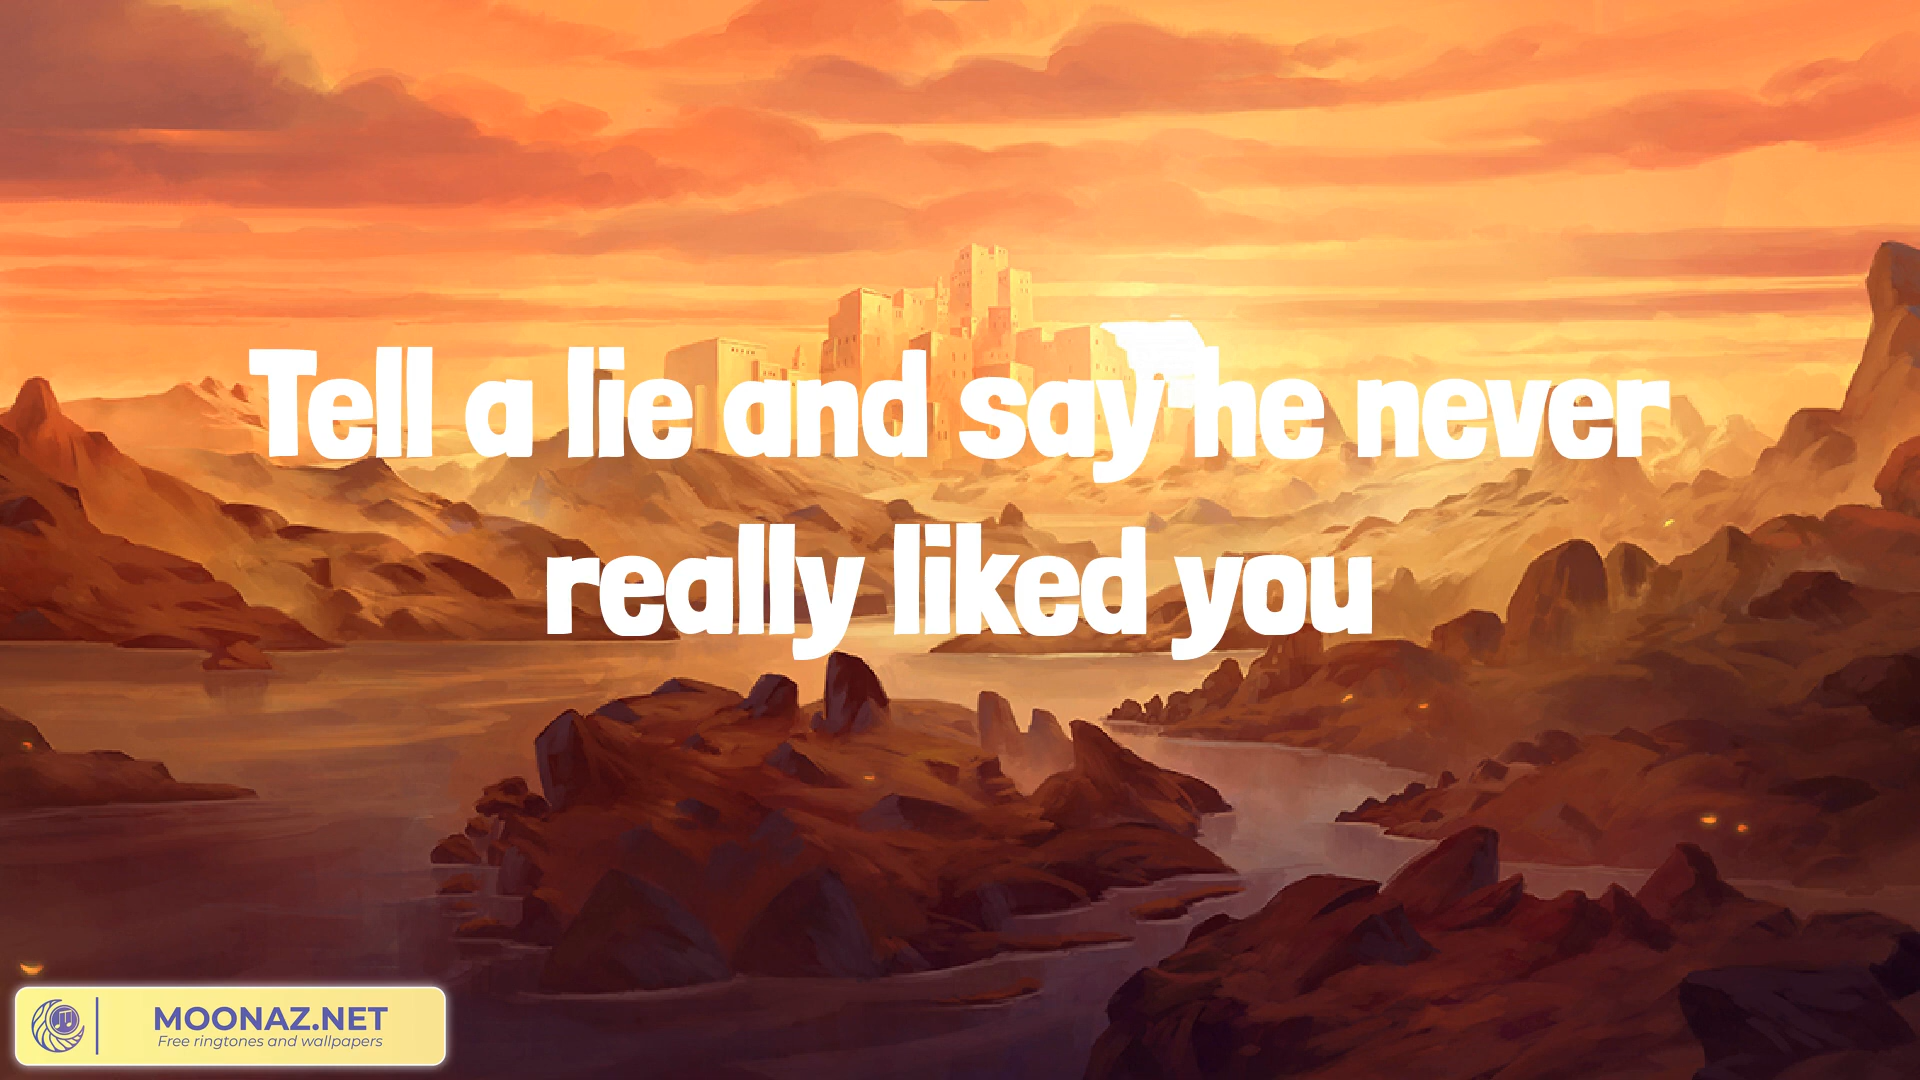 Tell a lie and say he never
really liked you
MOONAZ.NET
Free ringtones and wallpapers